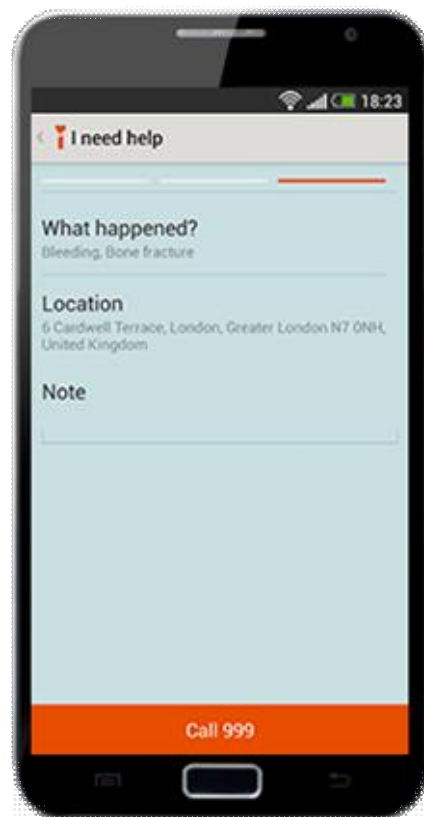 18:23
I need help
What happened?
Bleeding, Bone fracture
Location
6 Cardwell Terrace, London, Greater London N7 0NH,
United Kingdom
Note
Call 999